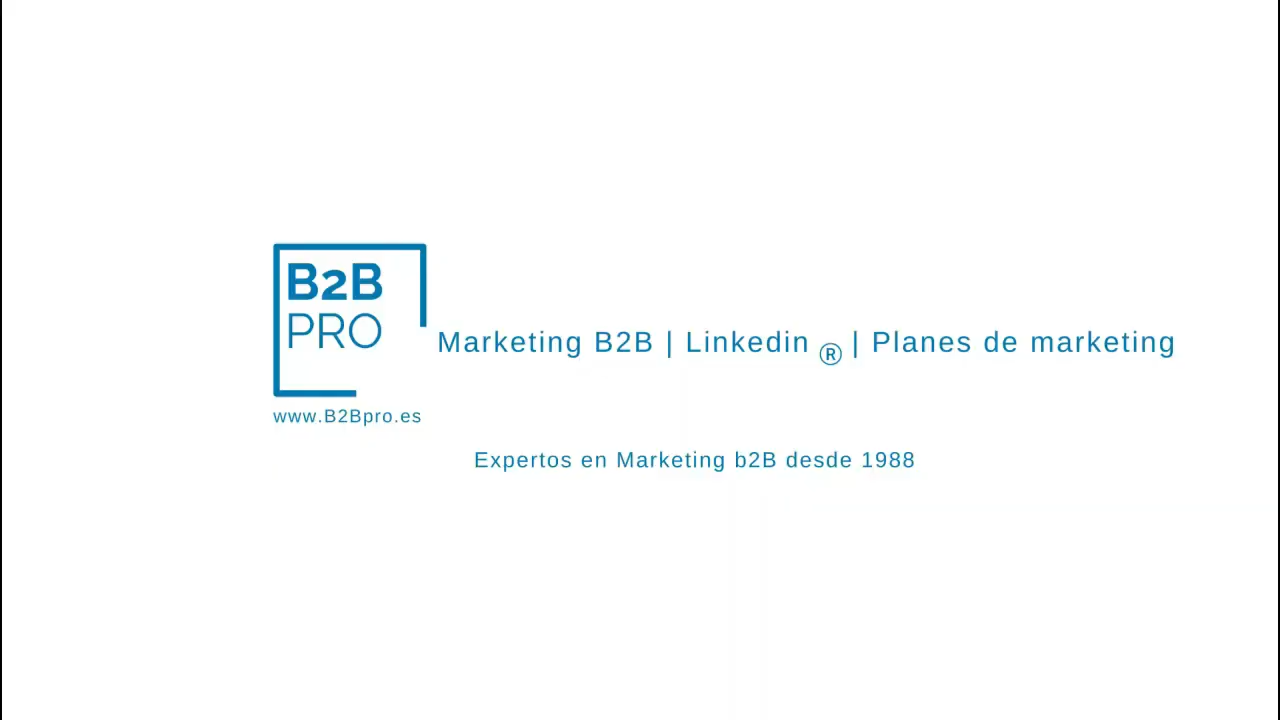 B2B
PRO
Marketing B2B | Linkedin ® | Planes de marketing
www.B2Bpro.es
Expertos en Marketing b2B desde 1988